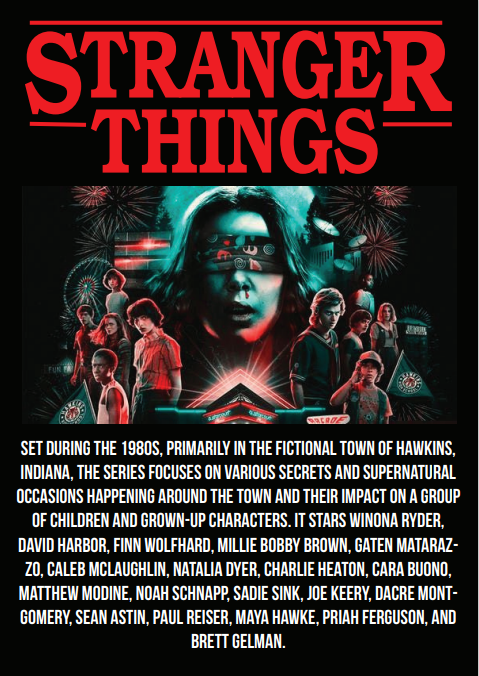 STRANGER
THINGS
FUN FA
ARCADE
SET DURING THE 1980S, PRIMARILY IN THE FICTIONAL TOWN OF HAWKINS,
INDIANA, THE SERIES FOCUSES ON VARIOUS SECRETS AND SUPERNATURAL
OCCASIONS HAPPENING AROUND THE TOWN AND THEIR IMPACT ON A GROUP
OF CHILDREN AND GROWN-UP CHARACTERS. IT STARS WINONA RYDER,
DAVID HARBOR, FINN WOLFHARD, MILLIE BOBBY BROWN, GATEN MATARAZ-
ZO, CALEB MCLAUGHLIN, NATALIA DYER, CHARLIE HEATON, CARA BUONO,
MATTHEW MODINE, NOAH SCHNAPP, SADIE SINK, JOE KEERY, DACRE MONT-
GOMERY, SEAN ASTIN, PAUL REISER, MAYA HAWKE, PRIAH FERGUSON, AND
BRETT GELMAN.